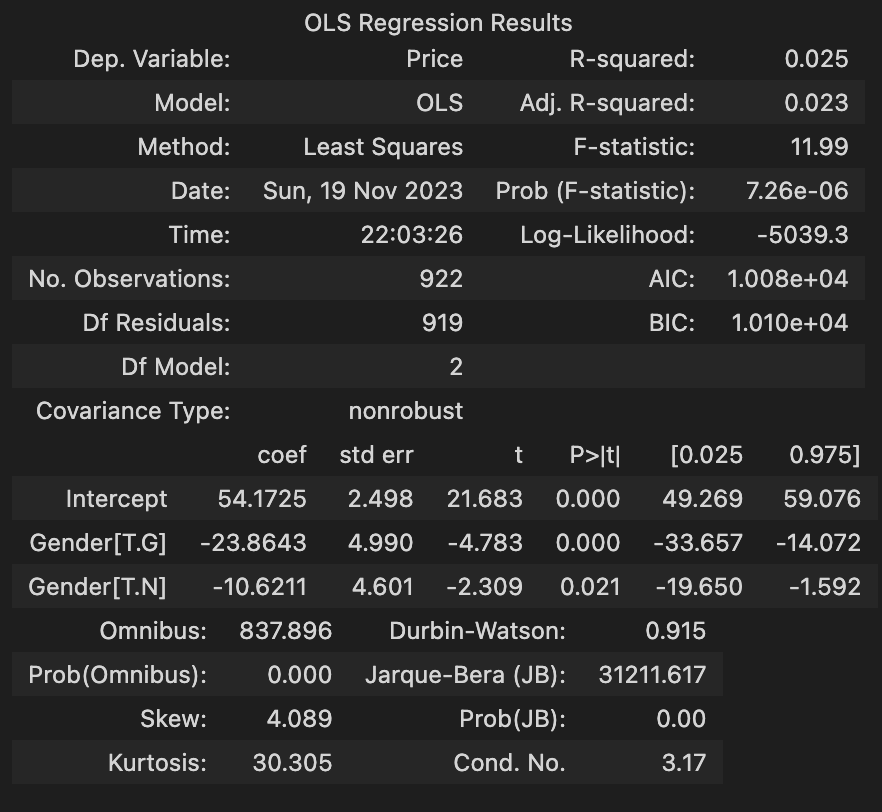 OLS Regression Results
Dep. Variable: Price R-squared: 0.025
Model: OLS Adj. R-squared: 0.023
Method: Least Squares F-statistic: 11.99
Date: Sun, 19 Nov 2023 Prob (F-statistic): 7.26e-06
Time: 22:03:26 Log-Likelihood: -5039.3
No. Observations: 922 AIC: 1.008e+04
Df Residuals: 919 BIC: 1.010e+04
Df Model: 2
Covariance Type: nonrobust
coef std err t P>|t| [0.025 0.975]
Intercept 54.1725 2.498 21.683 0.000 49.269 59.076
Gender[T.G] -23.8643 4.990 -4.783 0.000 -33.657 -14.072
Gender[T.N] -10.6211 4.601 -2.309 0.021 -19.650 -1.592
Omnibus: 837.896 Durbin-Watson: 0.915
Prob(Omnibus): 0.000 Jarque-Bera (JB): 31211.617
Skew: 4.089 Prob(JB): 0.00
Kurtosis: 30.305 Cond. No. 3.17